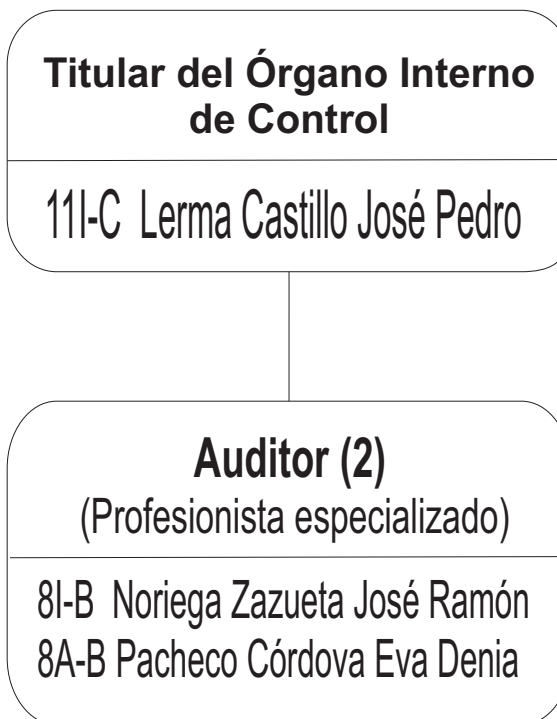 Titular del Órgano Interno
de Control
11I-C Lerma Castillo José Pedro
Auditor (2)
(Profesionista especializado)
8I-B Noriega Zazueta José Ramón
8A-B Pacheco Córdova Eva Denia